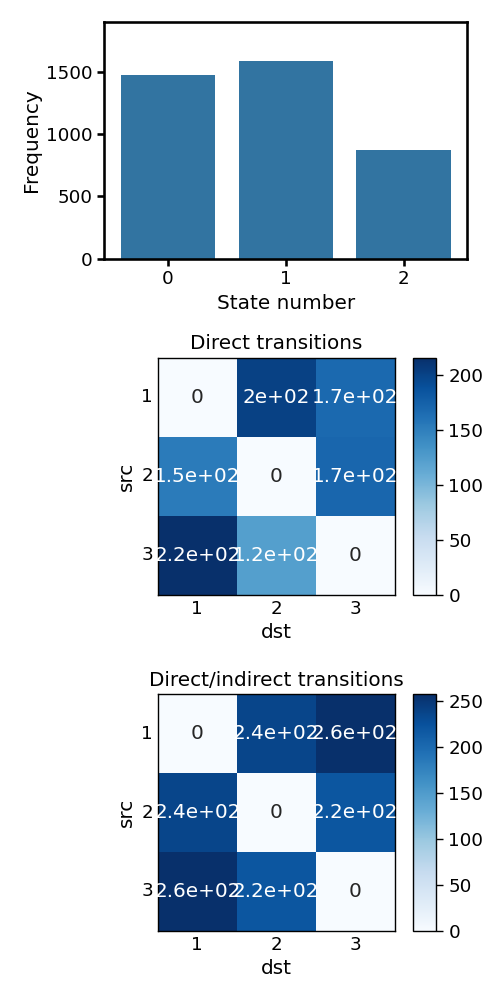 1500
1000
500
0
Frequency
0 1 2
State number
Direct transitions
1 0 2e+02 1.7e+02
2 1.5e+02 0 1.7e+02
3 2.2e+02 1.2e+02 0
src
1 2 3
dst
200
150
100
50
0
Direct/indirect transitions
1 0 2.4e+02 2.6e+02
2 2.4e+02 0 2.2e+02
3 2.6e+02 2.2e+02 0
src
1 2 3
dst
250
200
150
100
50
0